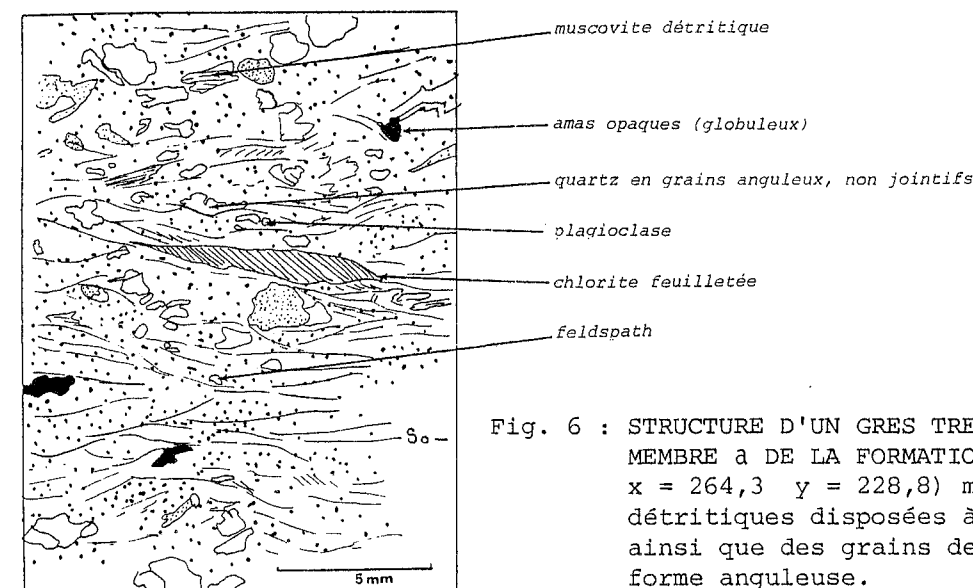 muscovite détritique
amas opaques (globuleux)
quartz en grains anguleux, non jointifs
plagioclase
chlorite feuilletée
feldspath
So
5mm
Fig. 6 : STRUCTURE D'UN GRES TRE
MEMBRE a DE LA FORMATIO
x = 264,3 y = 228,8) m
détritiques disposées à
ainsi que des grains de
forme anguleuse.